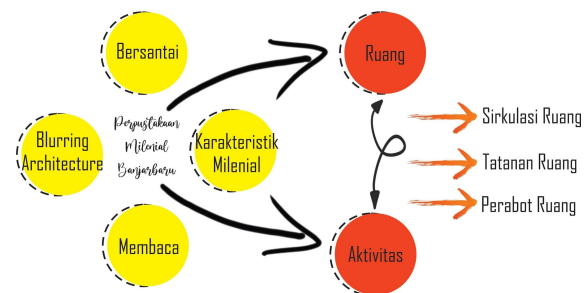 Bersantai
Blurring
Architecture
Perpustakaan
Milenial
Banjarbaru
Karakteristik
Milenial
Membaca
Ruang
Aktivitas
Sirkulasi Ruang
Tatanan Ruang
Perabot Ruang